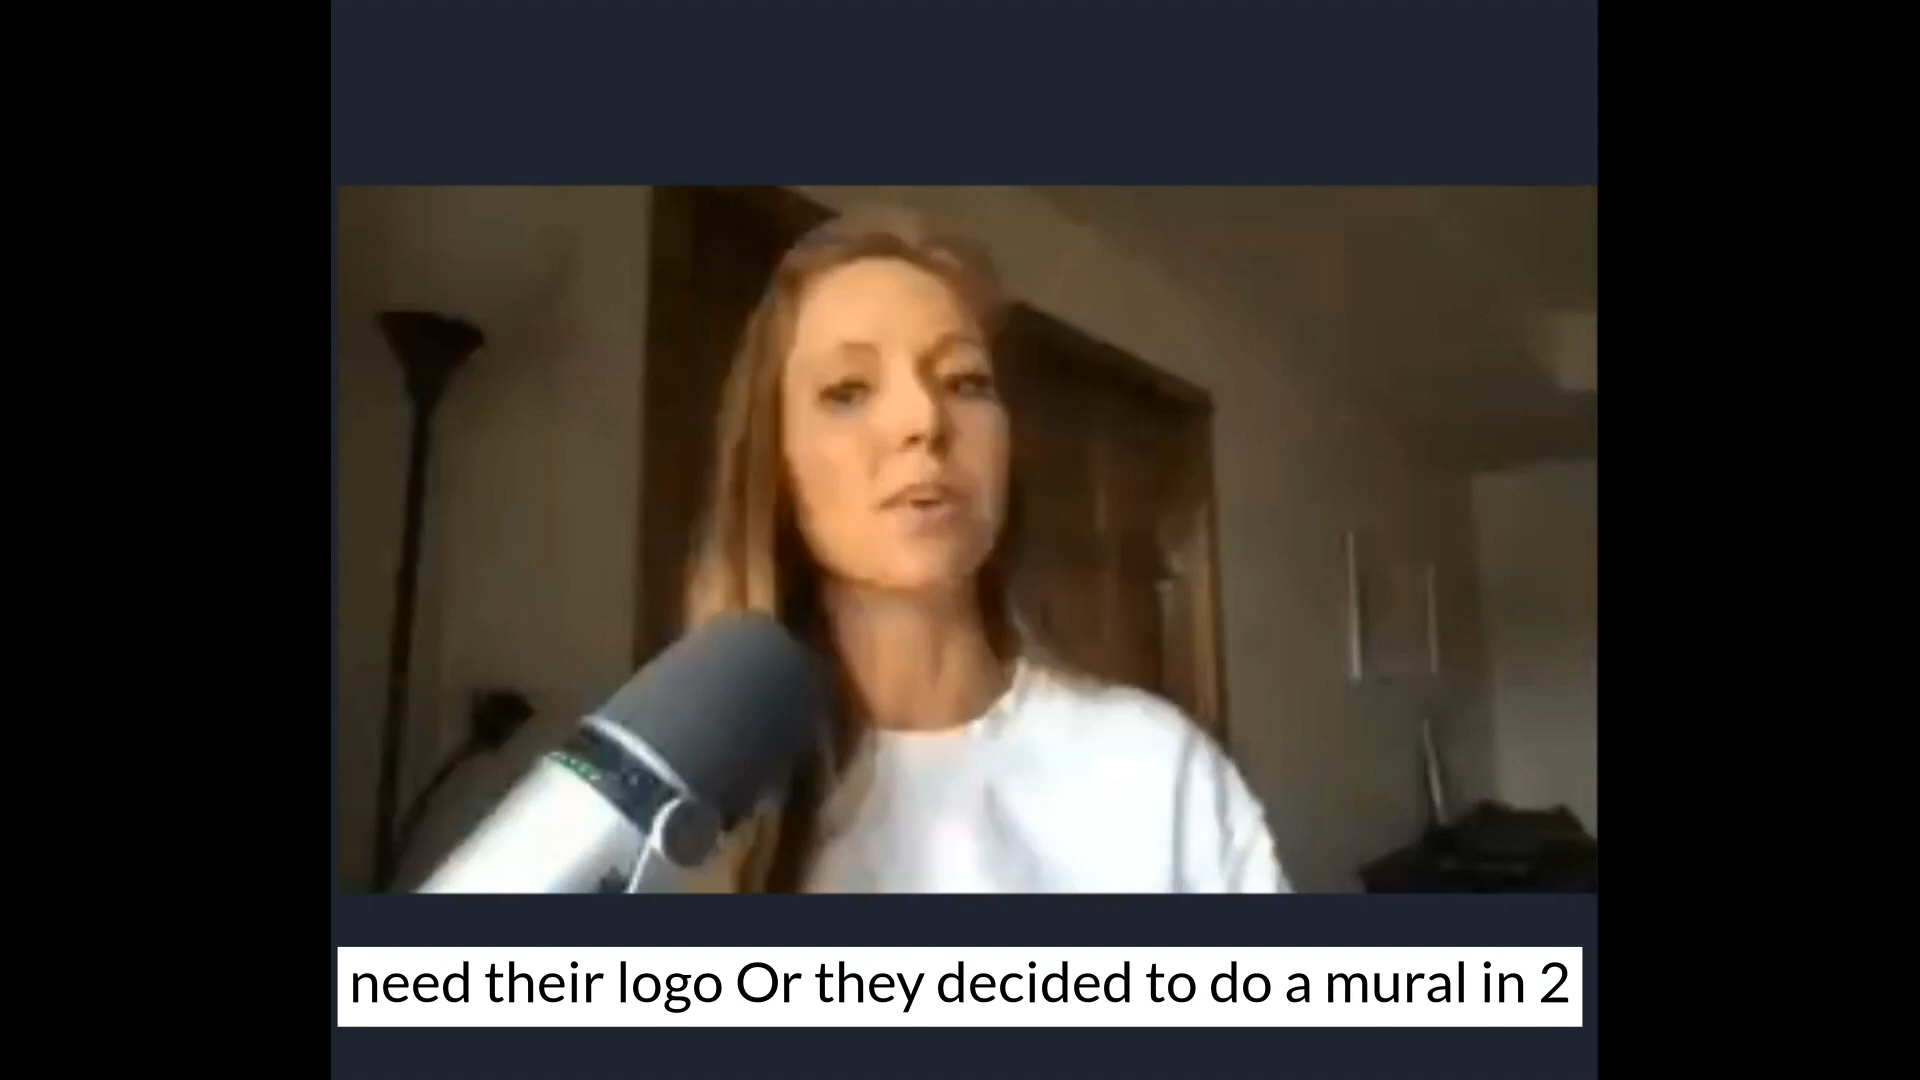 need their logo Or they decided to do a mural in 2